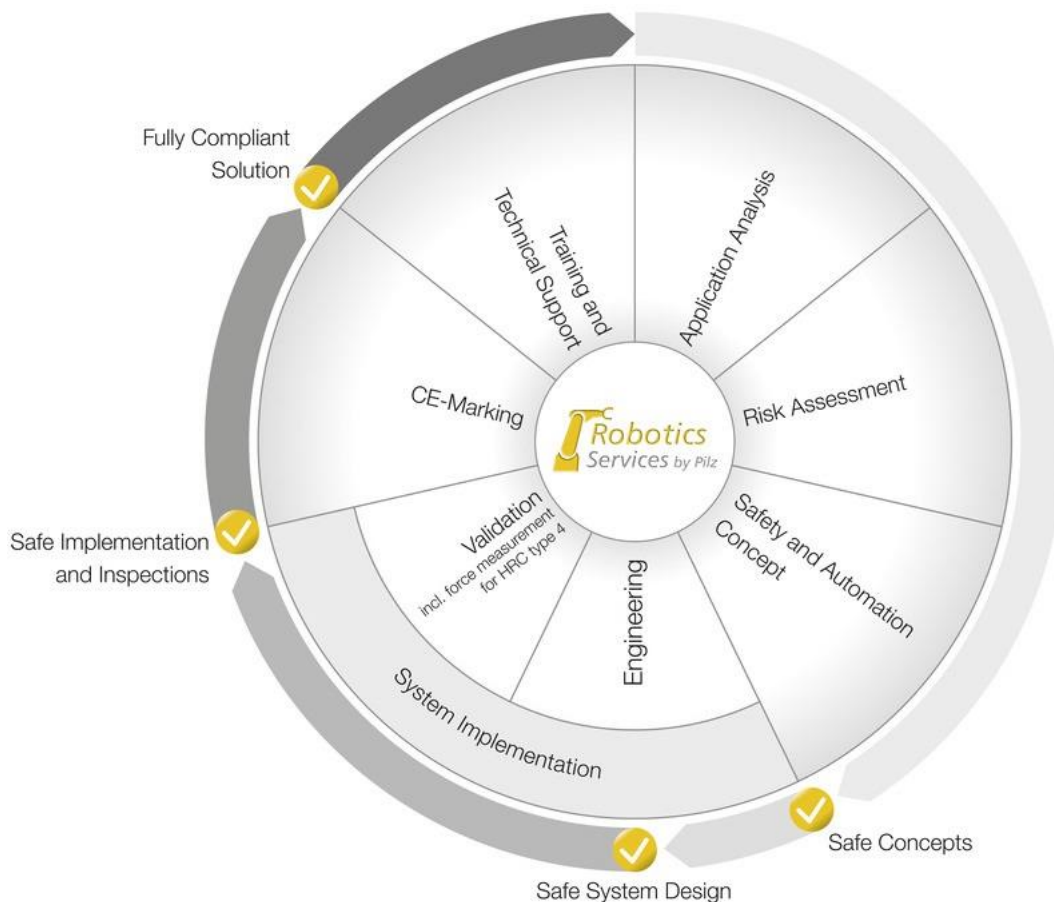 Fully Compliant
Solution
Training and
Technical Support
Application Analysis
Risk Assessment
Safety and Automation
Concept
Engineering
Validation
incl. force measurement
for HRC type 4
System Implementation
CE-Marking
Robotics
Services by Pilz
Safe Implementation
and Inspections
Safe Concepts
Safe System Design